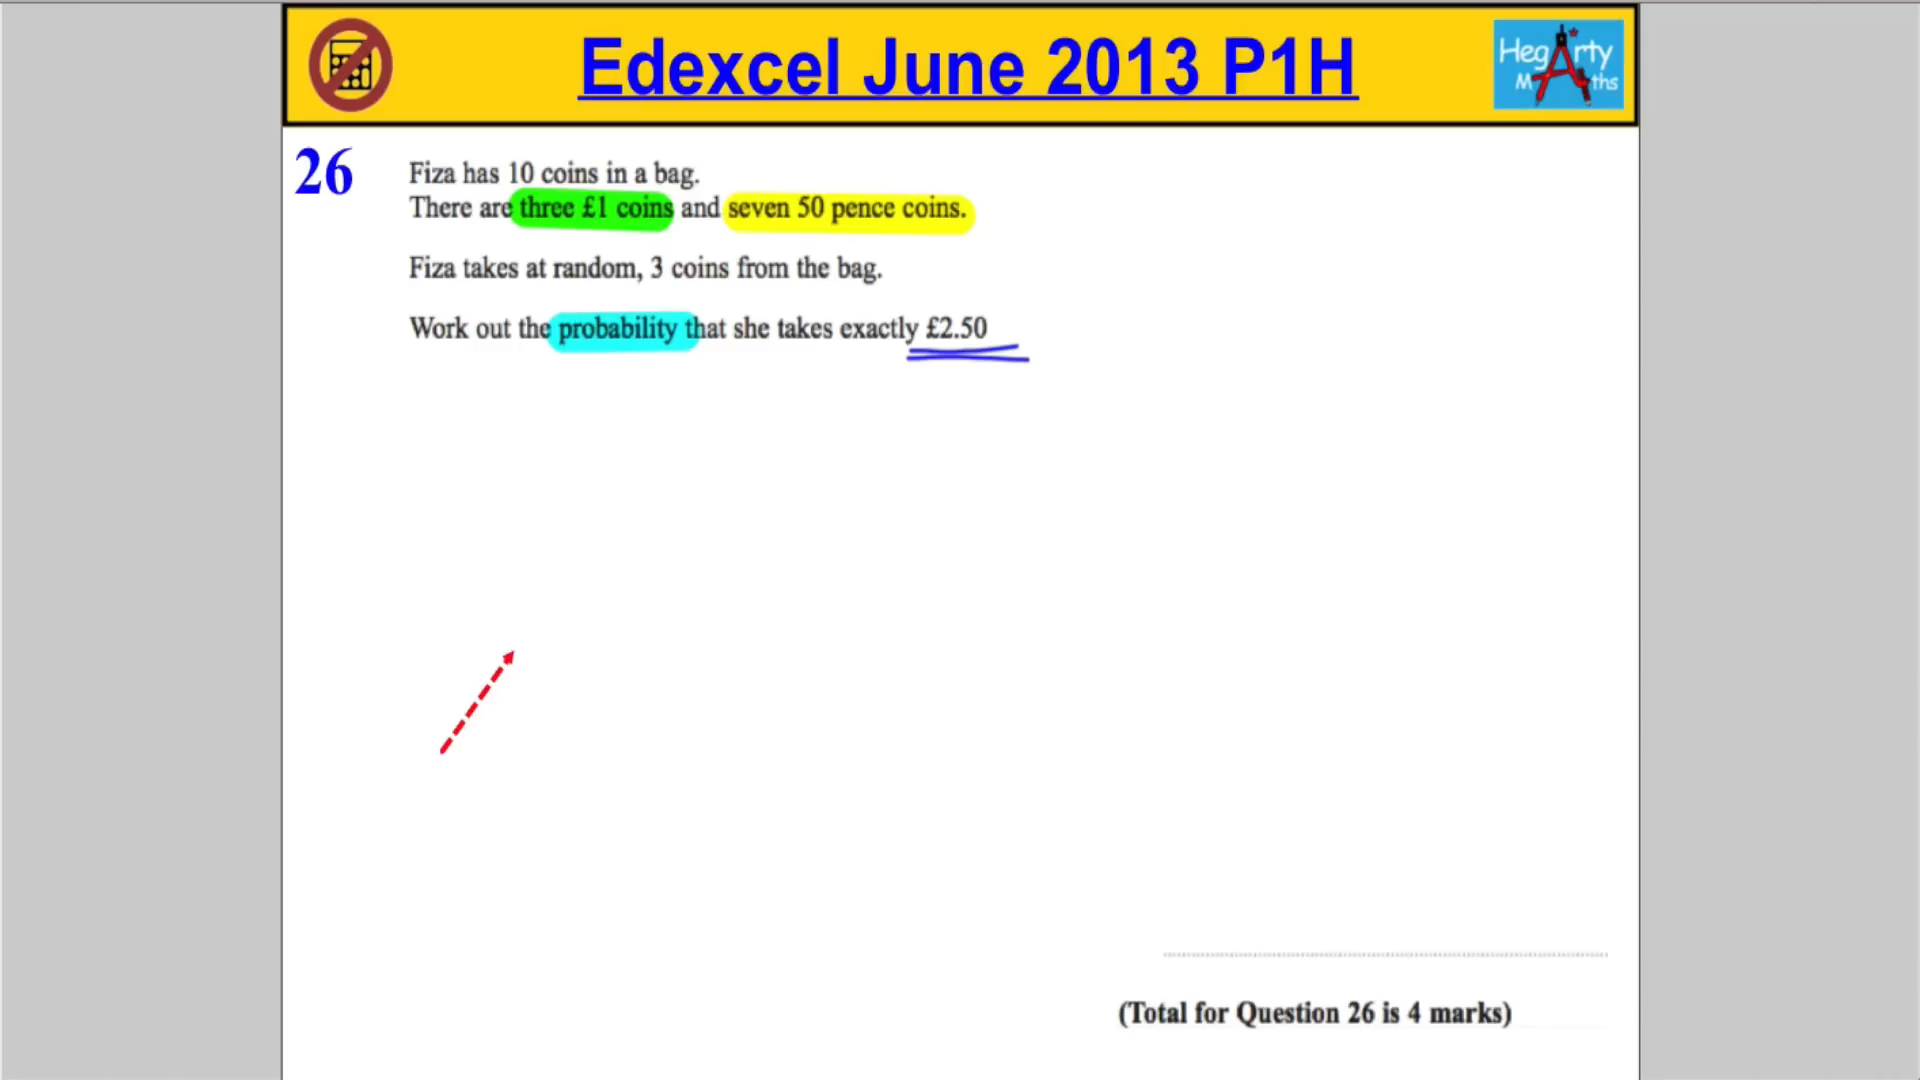 Edexcel June 2013 P1H
HegArty
Maths
26
Fiza has 10 coins in a bag.
There are three £1 coins and seven 50 pence coins.
Fiza takes at random, 3 coins from the bag.
Work out the probability that she takes exactly £2.50
(Total for Question 26 is 4 marks)